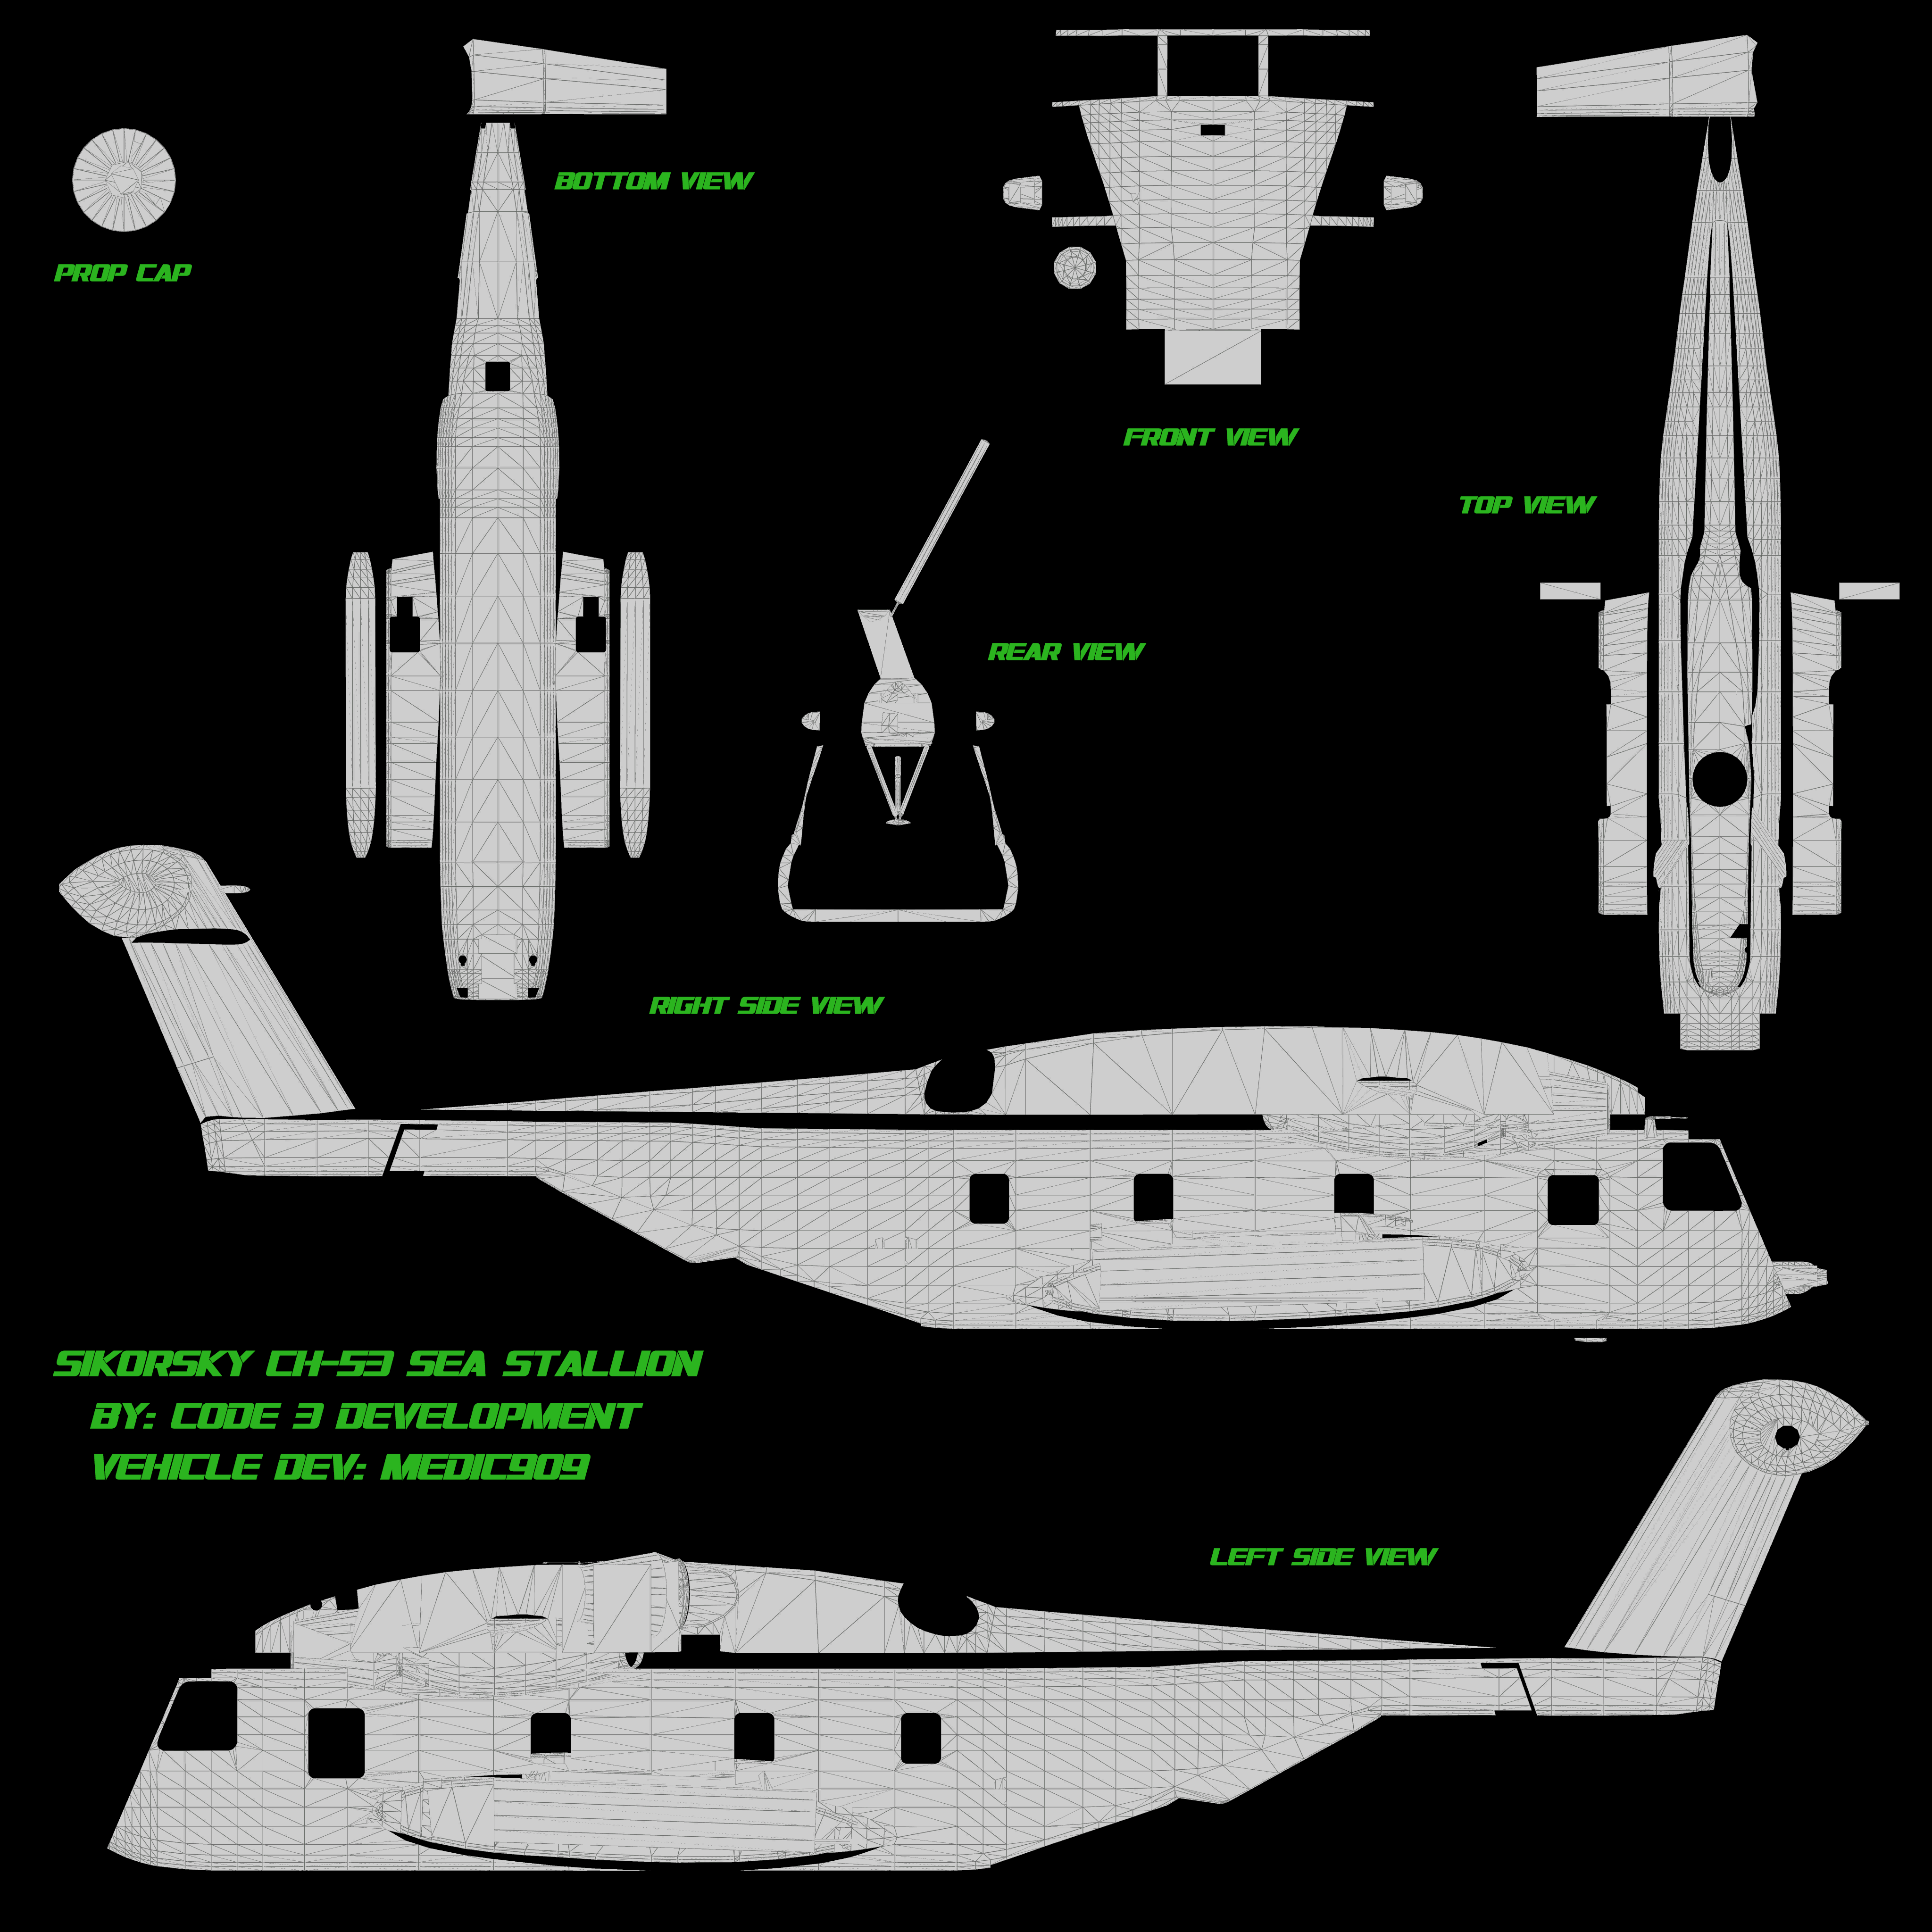 BOTTOM VIEW
PROP CAP
FRONT VIEW
TOP VIEW
REAR VIEW
RIGHT SIDE VIEW
SIKORSKY CH-53 SEA STALLION
BY: CODE 3 DEVELOPMENT
VEHICLE DEV: MEDIC909
LEFT SIDE VIEW